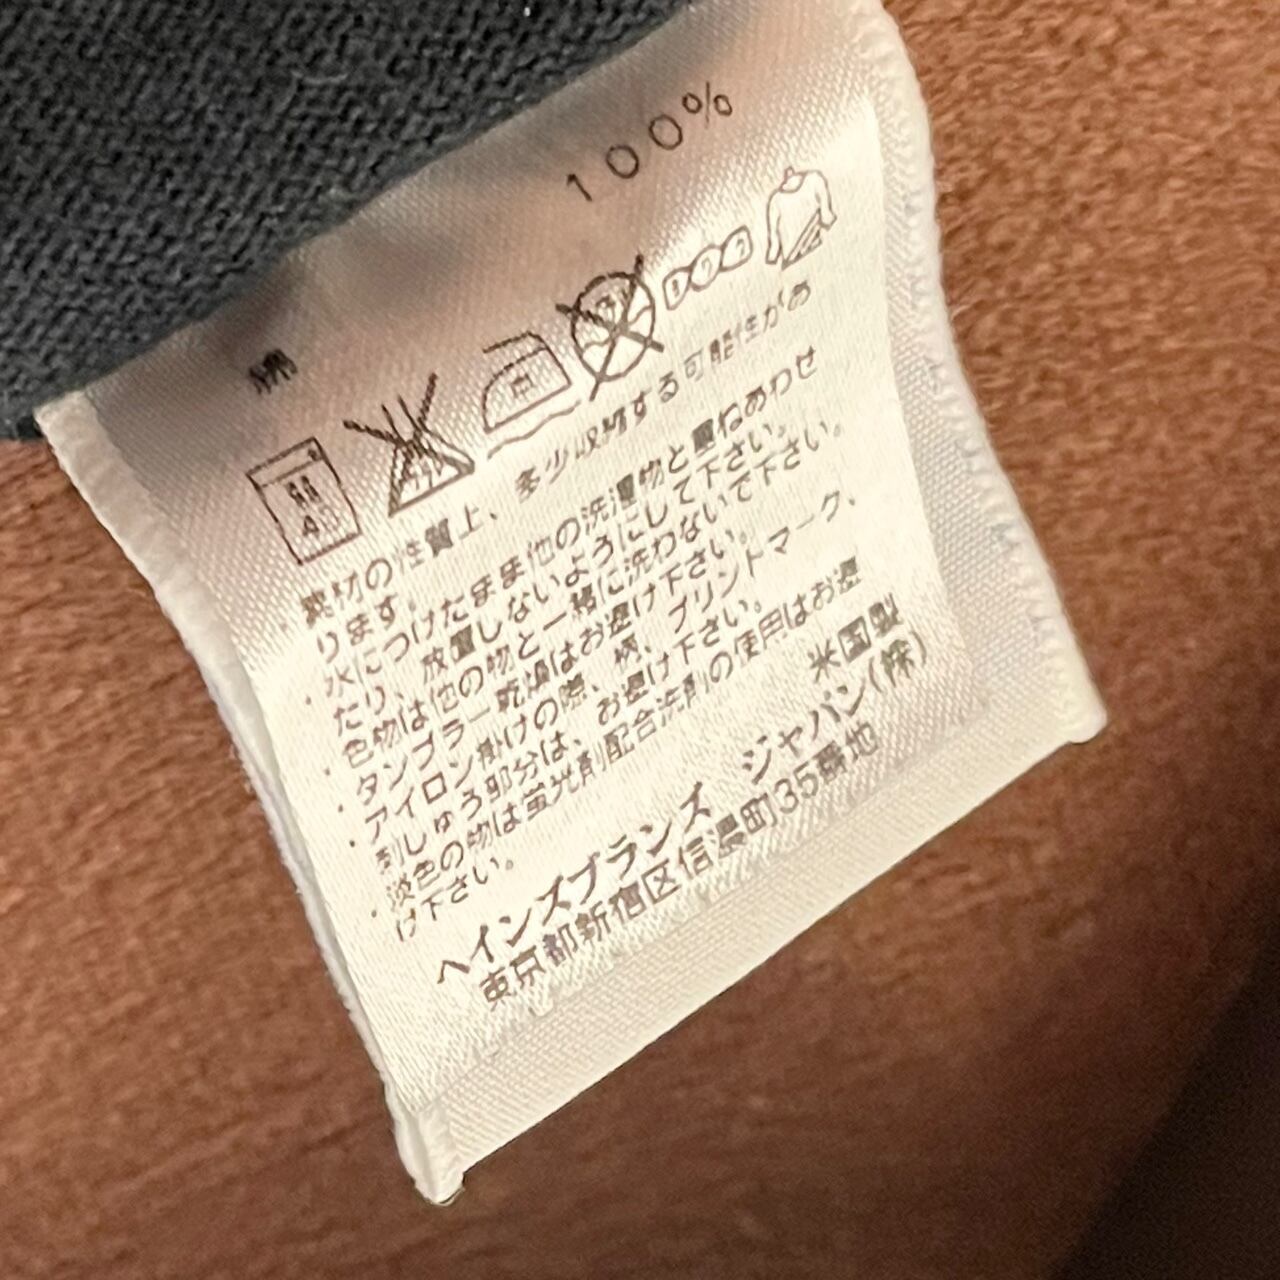 綿 100%
・素材の性質上、多少収縮する可能性があ
ります。
・水につけたまま他の洗濯物と重ねあわせ
たり、放置しないようにして下さい。
・色物は他の物と一緒に洗わないで下さい。
・タンブラー乾燥はお避け下さい。
・アイロン掛けの際、柄、プリントマーク、
刺しゅう部分は、お避け下さい。
・淡色の物は蛍光剤配合洗剤の使用はお避
け下さい。
米国製
ヘインズブランズ ジャパン(株)
東京都新宿区信濃町35番地